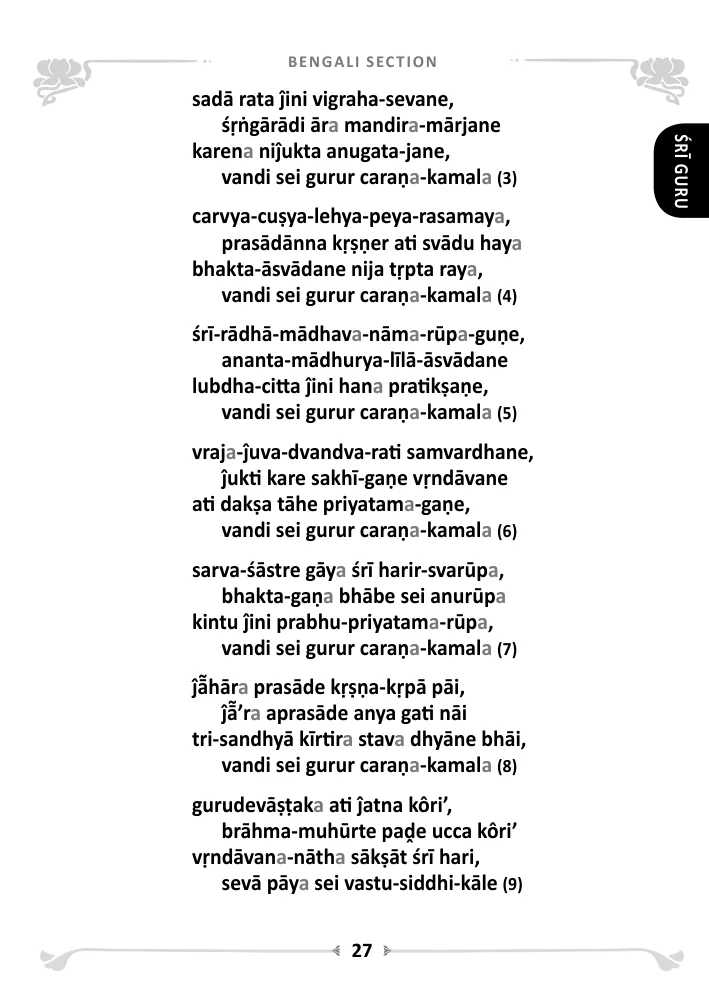 BENGALI SECTION
sadā rata ĵini vigraha-sevane,
śṛṅgārādi āra mandira-mārjane
karena niĵukta anugata-jane,
vandi sei gurur caraṇa-kamala (3)
carvya-cuṣya-lehya-peya-rasamaya,
prasādānna kṛṣṇer ati svādu haya
bhakta-āsvādane nija tṛpta raya,
vandi sei gurur caraṇa-kamala (4)
śrī-rādhā-mādhava-nāma-rūpa-guṇe,
ananta-mādhurya-līlā-āsvādane
lubdha-citta ĵini hana pratikṣaṇe,
vandi sei gurur caraṇa-kamala (5)
vraja-ĵuva-dvandva-rati samvardhane,
ĵukti kare sakhī-gaṇe vṛndāvane
ati dakṣa tāhe priyatama-gaṇe,
vandi sei gurur caraṇa-kamala (6)
sarva-śāstre gāya śrī harir-svarūpa,
bhakta-gaṇa bhābe sei anurūpa
kintu ĵini prabhu-priyatama-rūpa,
vandi sei gurur caraṇa-kamala (7)
ĵā̃hāra prasāde kṛṣṇa-kṛpā pāi,
ĵā̃’ra aprasāde anya gati nāi
tri-sandhyā kīrtira stava dhyāne bhāi,
vandi sei gurur caraṇa-kamala (8)
gurudevāṣṭaka ati ĵatna kôri’,
brāhma-muhūrte paḓe ucca kôri’
vṛndāvana-nātha sākṣāt śrī hari,
sevā pāya sei vastu-siddhi-kāle (9)
ŚRĪ GURU
27